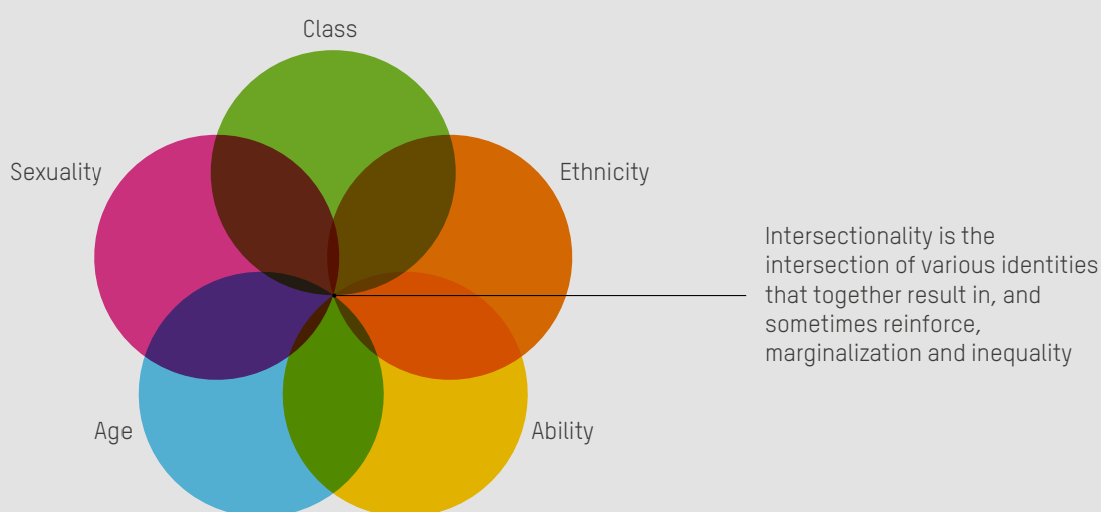 Class
Sexuality
Ethnicity
Intersectionality is the
intersection of various identities
that together result in, and
sometimes reinforce,
marginalization and inequality
Age
Ability